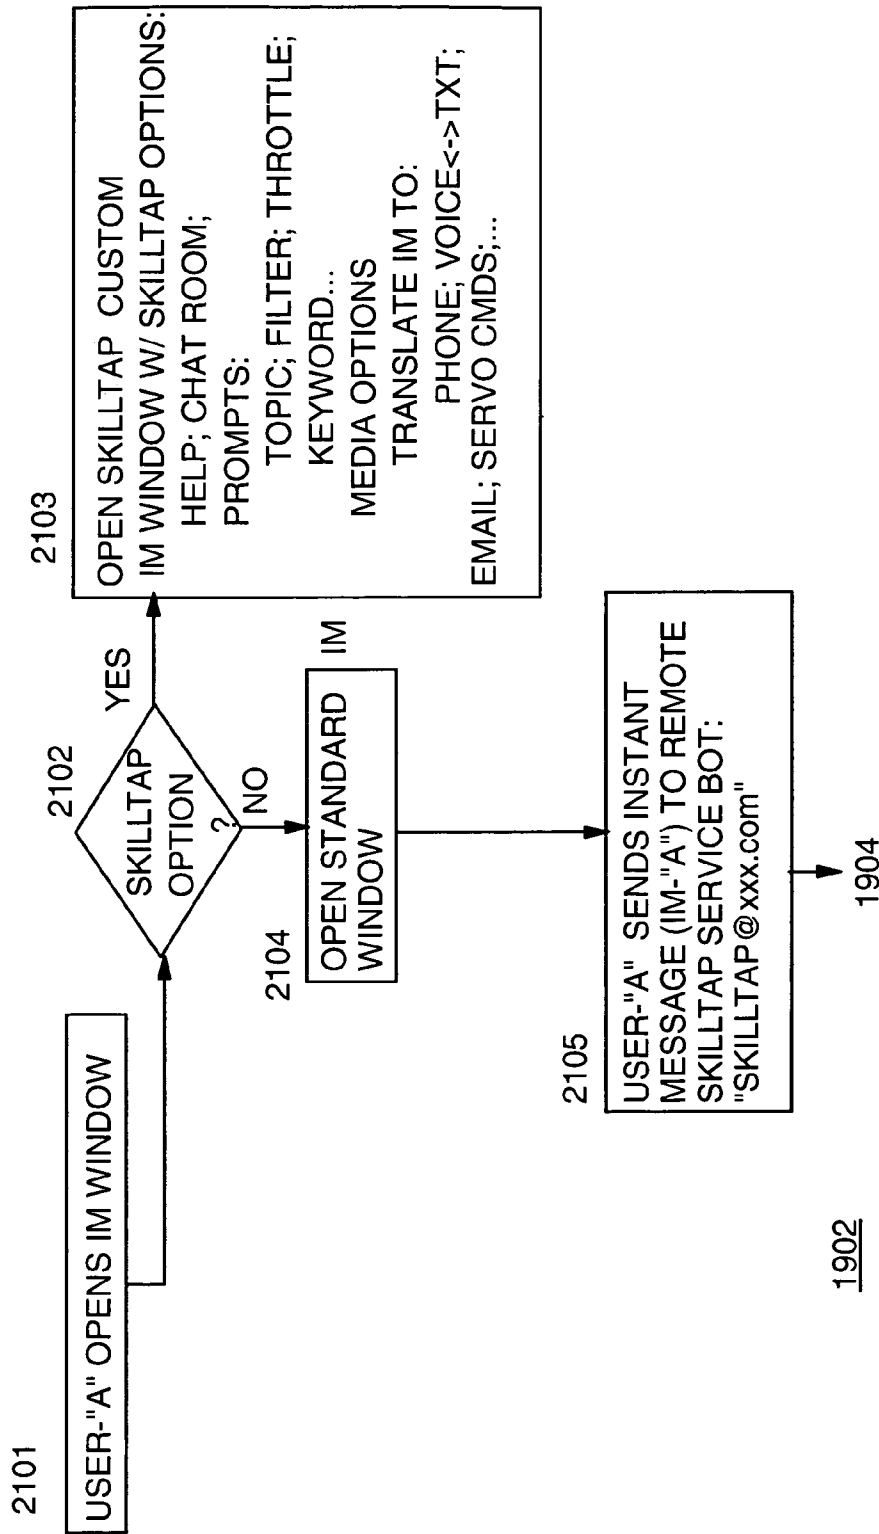 2101
USER-"A" OPENS IM WINDOW
2102
SKILLTAP
OPTION
?
YES
NO
2103
OPEN SKILLTAP CUSTOM
IM WINDOW W/ SKILLTAP OPTIONS:
HELP; CHAT ROOM;
PROMPTS:
TOPIC; FILTER; THROTTLE;
KEYWORD...
MEDIA OPTIONS
TRANSLATE IM TO:
PHONE; VOICE<->TXT;
EMAIL; SERVO CMDS;...
2104
OPEN STANDARD IM
WINDOW
2105
USER-"A" SENDS INSTANT
MESSAGE (IM-"A") TO REMOTE
SKILLTAP SERVICE BOT:
"SKILLTAP@xxx.com"
1904
1902